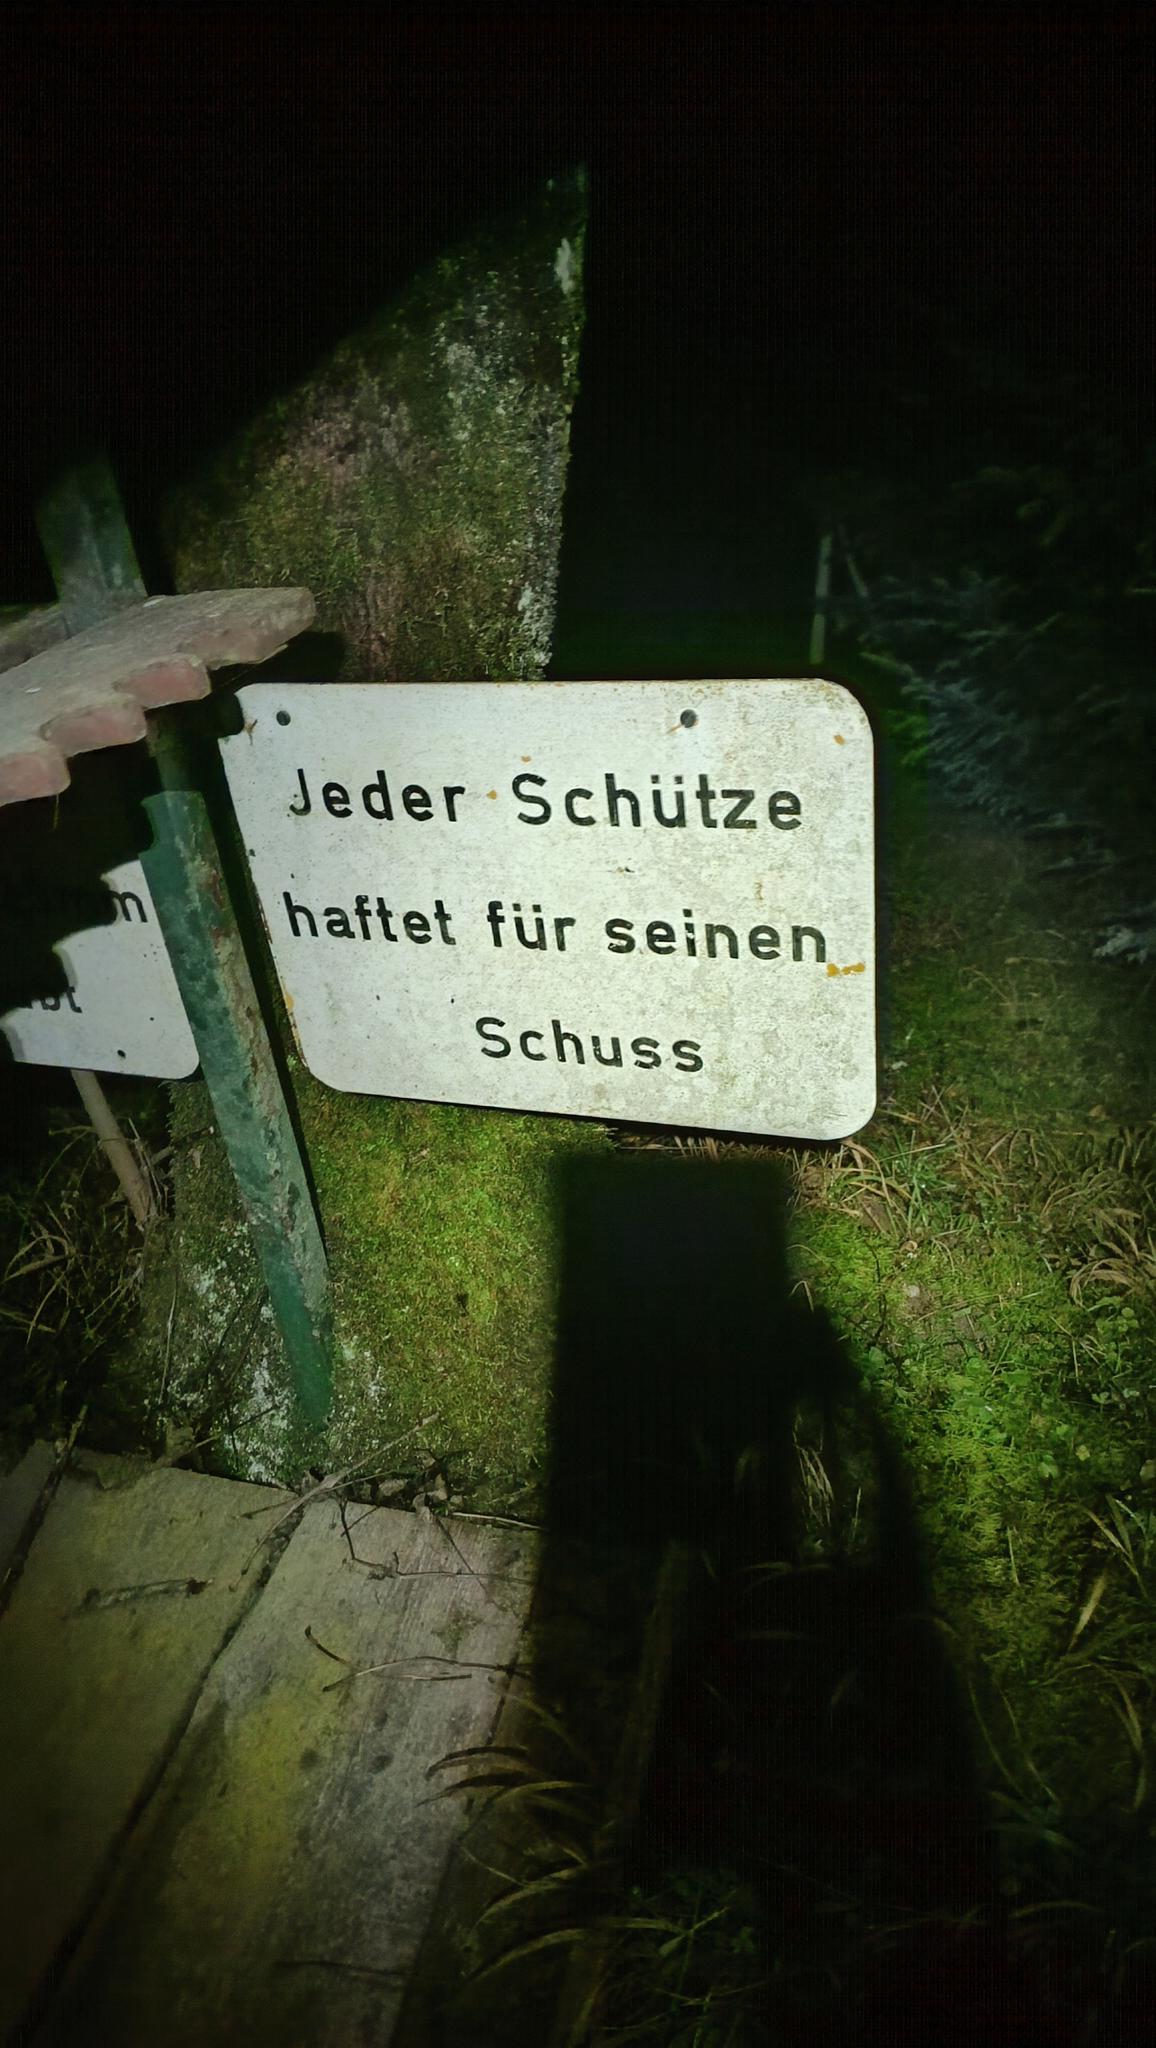 Jeder Schütze
haftet für seinen
Schuss